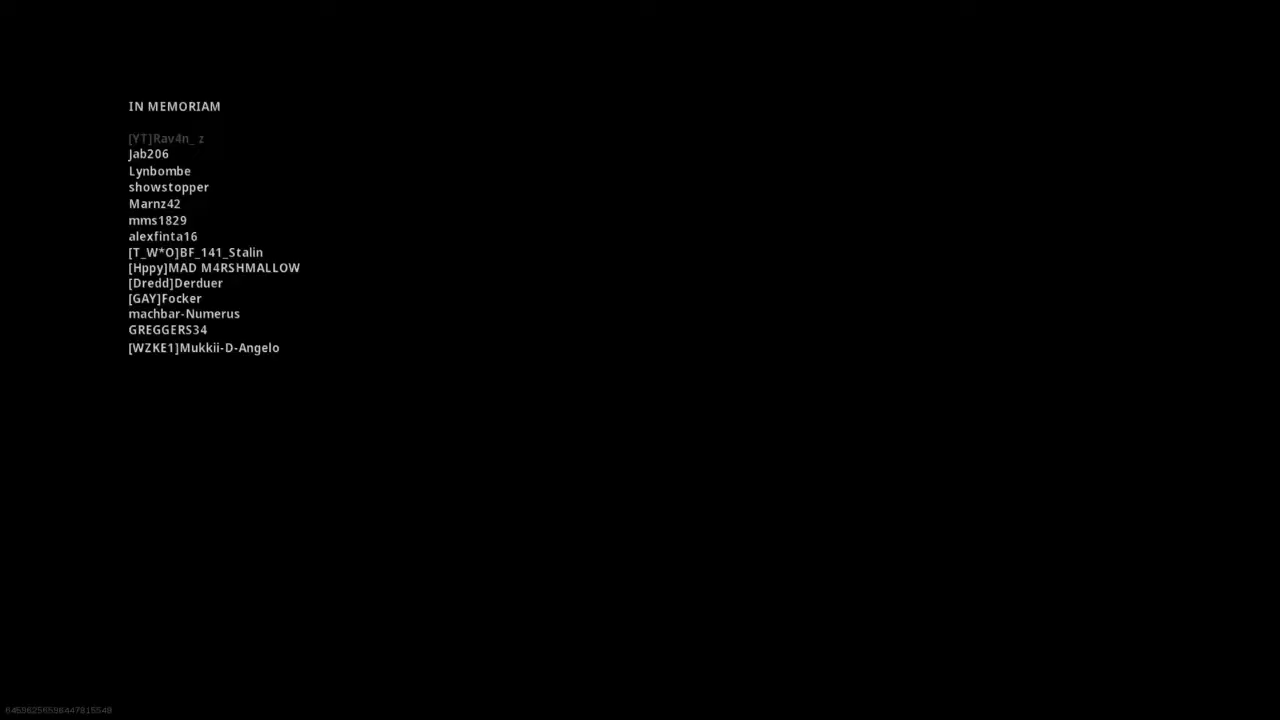 IN MEMORIAM
[YT]Rav4n_ z
Jab206
Lynbombe
showstopper
Marnz42
mms1829
alexfinta16
[T_W*O]BF_141_Stalin
[Hppy]MAD M4RSHMALLOW
[Dredd]Derduer
[GAY]Focker
machbar-Numerus
GREGGERS34
[WZKE1]Mukkii-D-Angelo